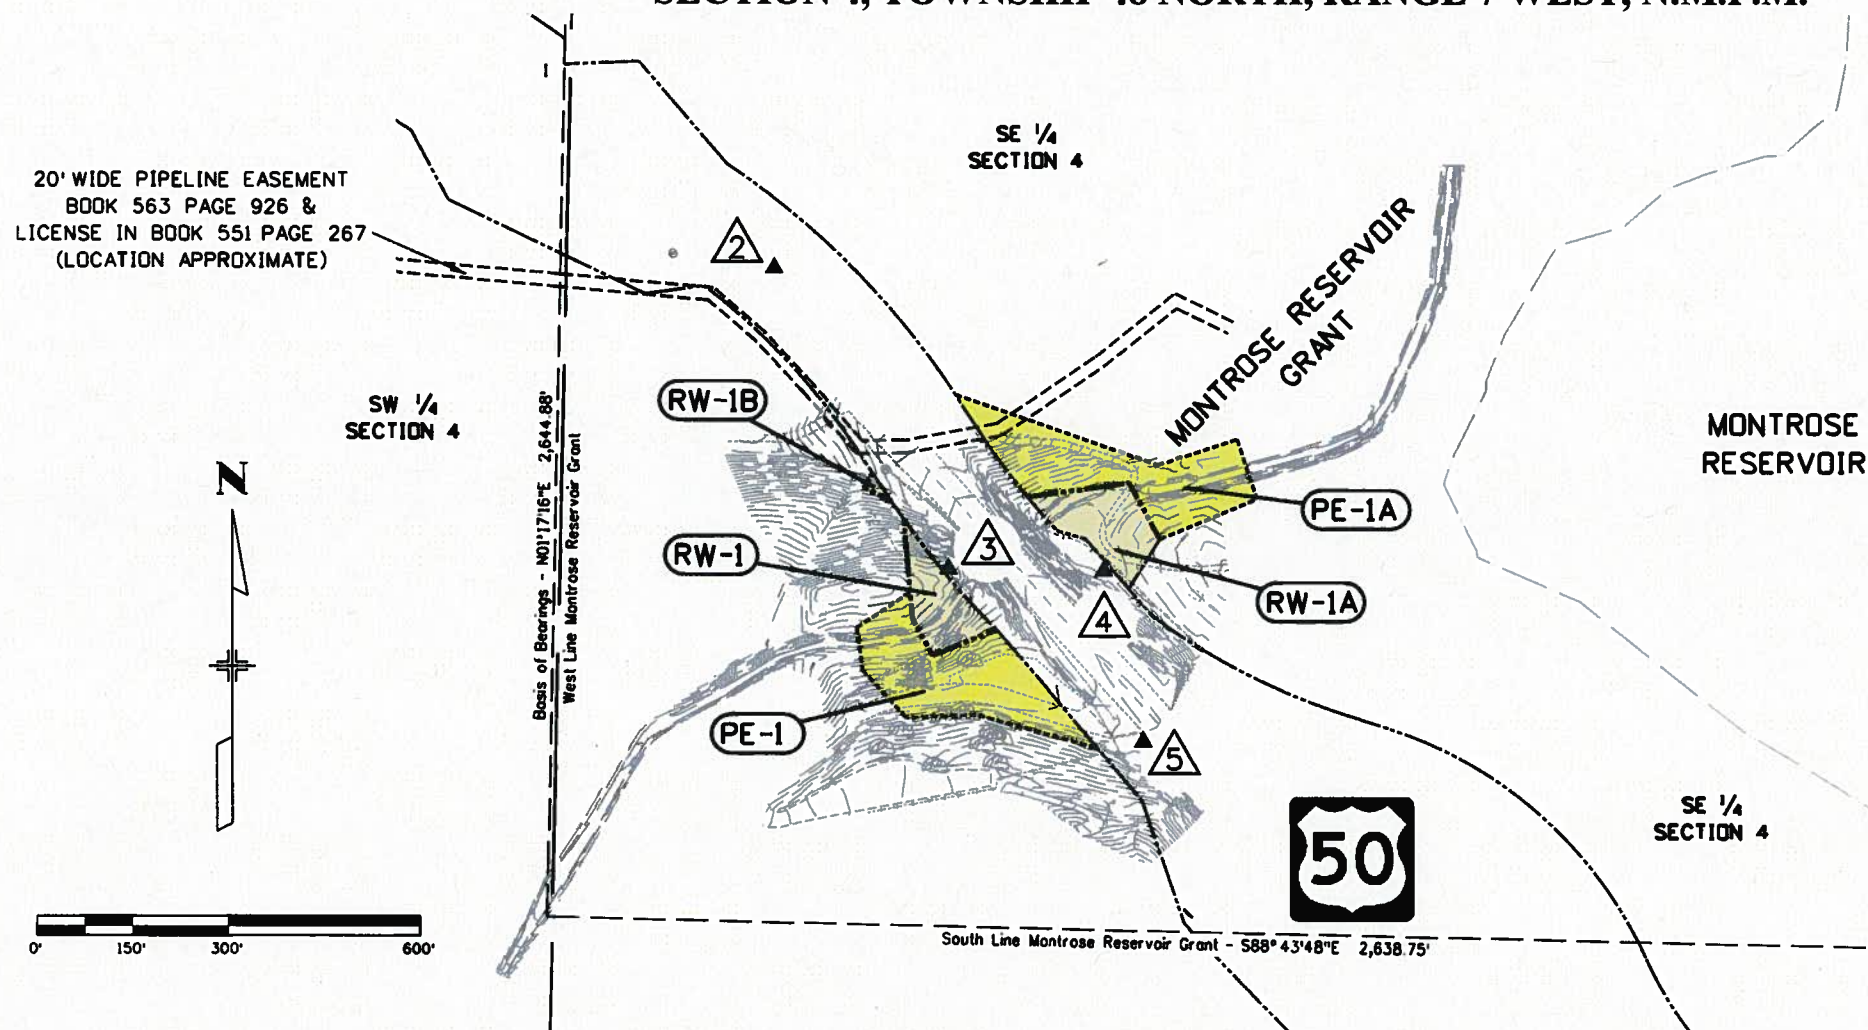 SE 1/4
SECTION 4
20' WIDE PIPELINE EASEMENT
BOOK 563 PAGE 926 &
LICENSE IN BOOK 551 PAGE 267
(LOCATION APPROXIMATE)
2
MONTROSE RESERVOIR
GRANT
SW 1/4
SECTION 4
RW-1B
MONTROSE
RESERVOIR
N
Basis of Bearings - N01°17'16"E 2,644.88'
West Line Montrose Reservoir Grant
PE-1A
RW-1
3
RW-1A
4
PE-1
5
SE 1/4
SECTION 4
50
0' 150' 300' 600'
South Line Montrose Reservoir Grant - S88°43'48"E 2,638.75'